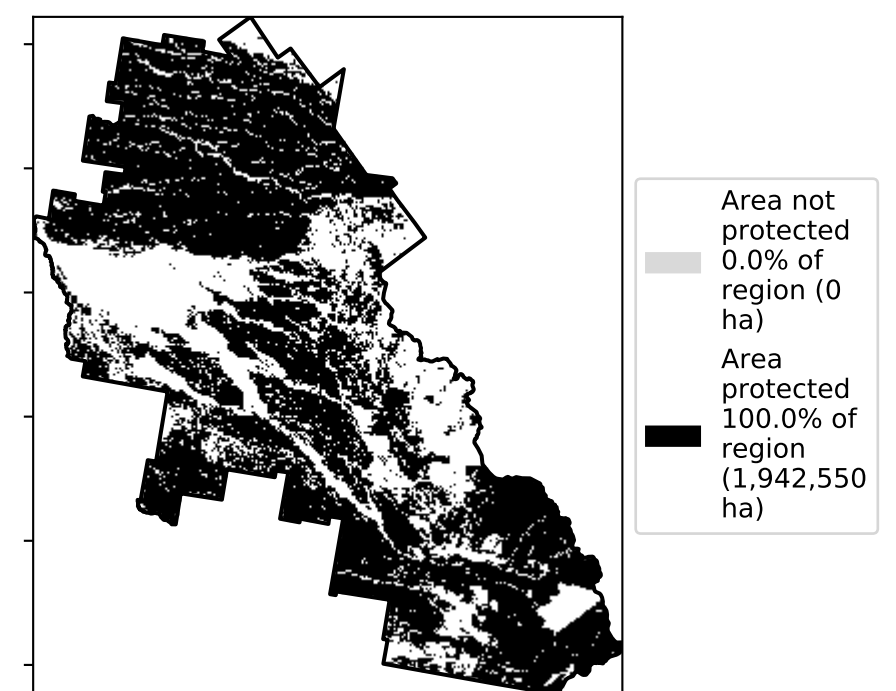 Area not
protected
0.0% of
region (0
ha)
Area
protected
100.0% of
region
(1,942,550
ha)